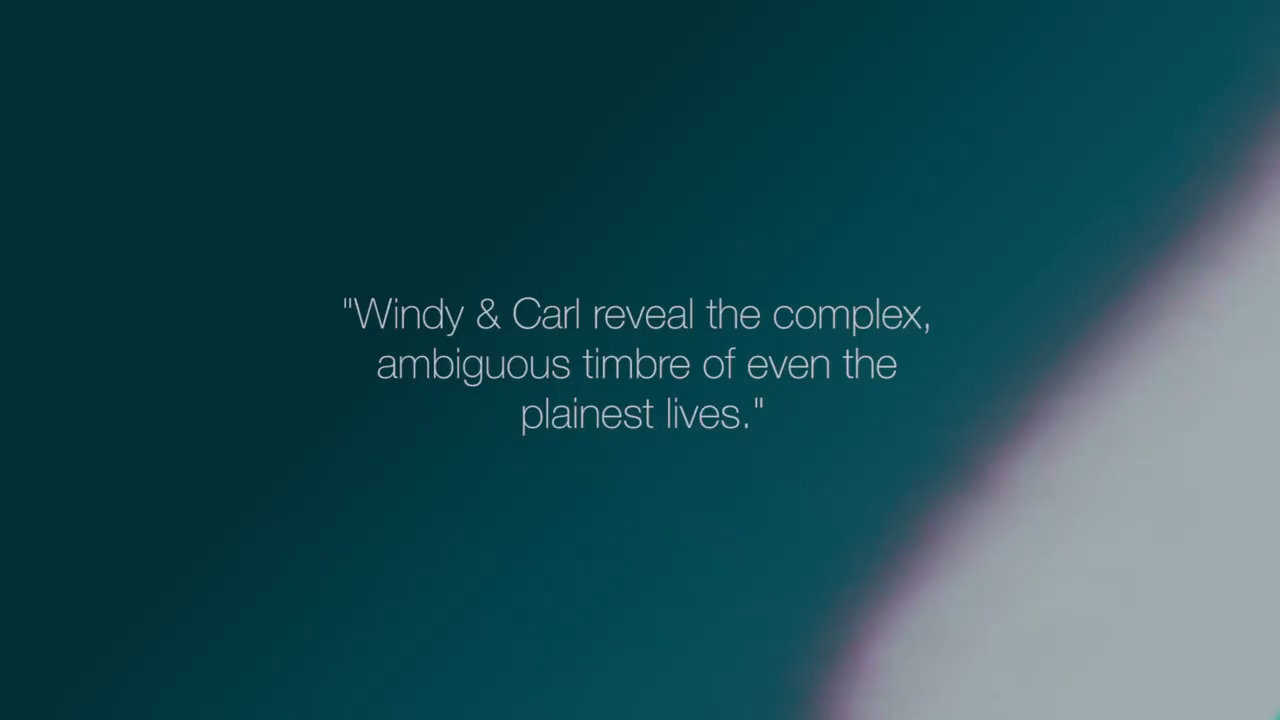 "Windy & Carl reveal the complex,
ambiguous timbre of even the
plainest lives."